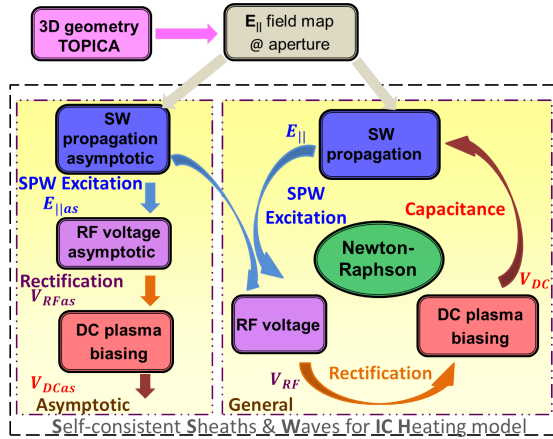 3D geometry
TOPICA
E|| field map
@ aperture
SW
propagation
asymptotic
SPW Excitation
E||as
RF voltage
asymptotic
Rectification
VRFas
DC plasma
biasing
VDCas
Asymptotic
E||
SW
propagation
SPW
Excitation
Capacitance
Newton-
Raphson
VDC
RF voltage
DC plasma
biasing
VRF
Rectification
General
Self-consistent Sheaths & Waves for IC Heating model